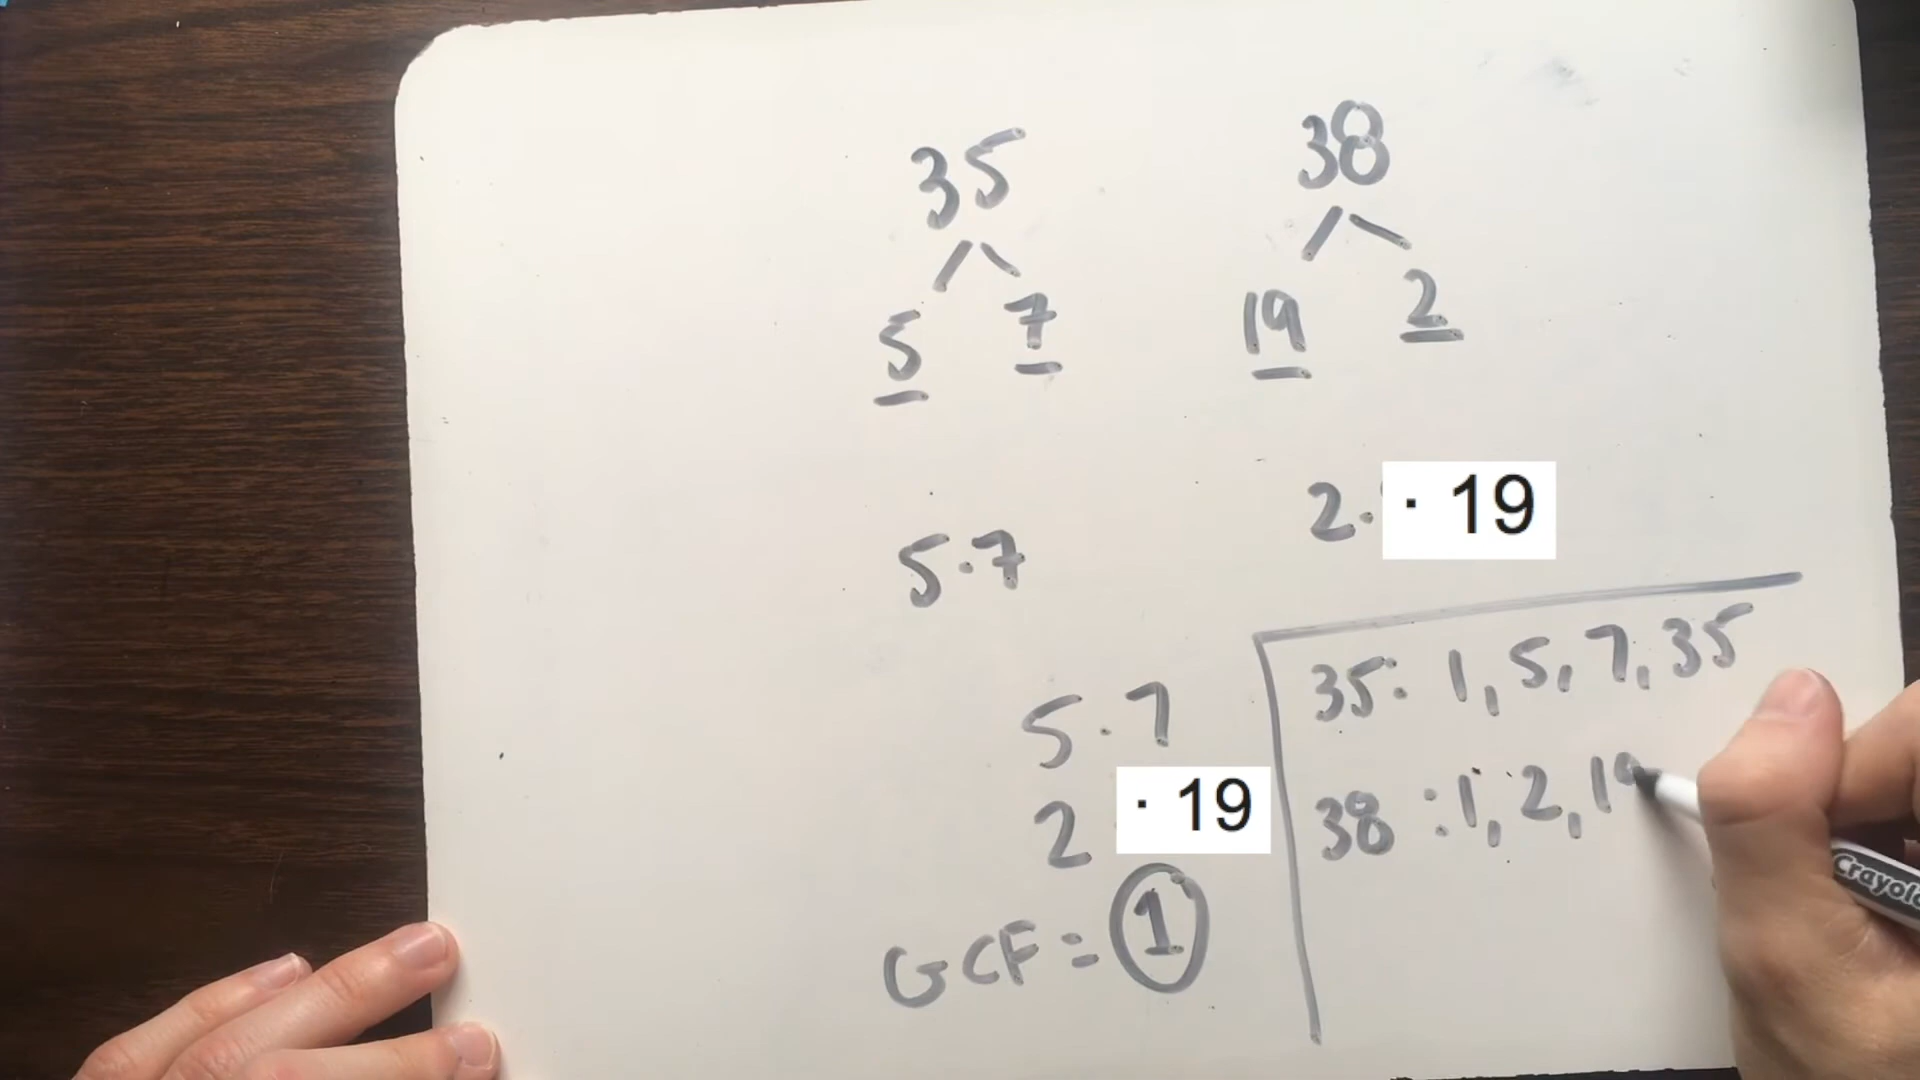 35 38
5 7 19 2
5·7 2· · 19
5·7
2 · 19
GCF = 1
35: 1, 5, 7, 35
38 : 1, 2, 19
Crayola